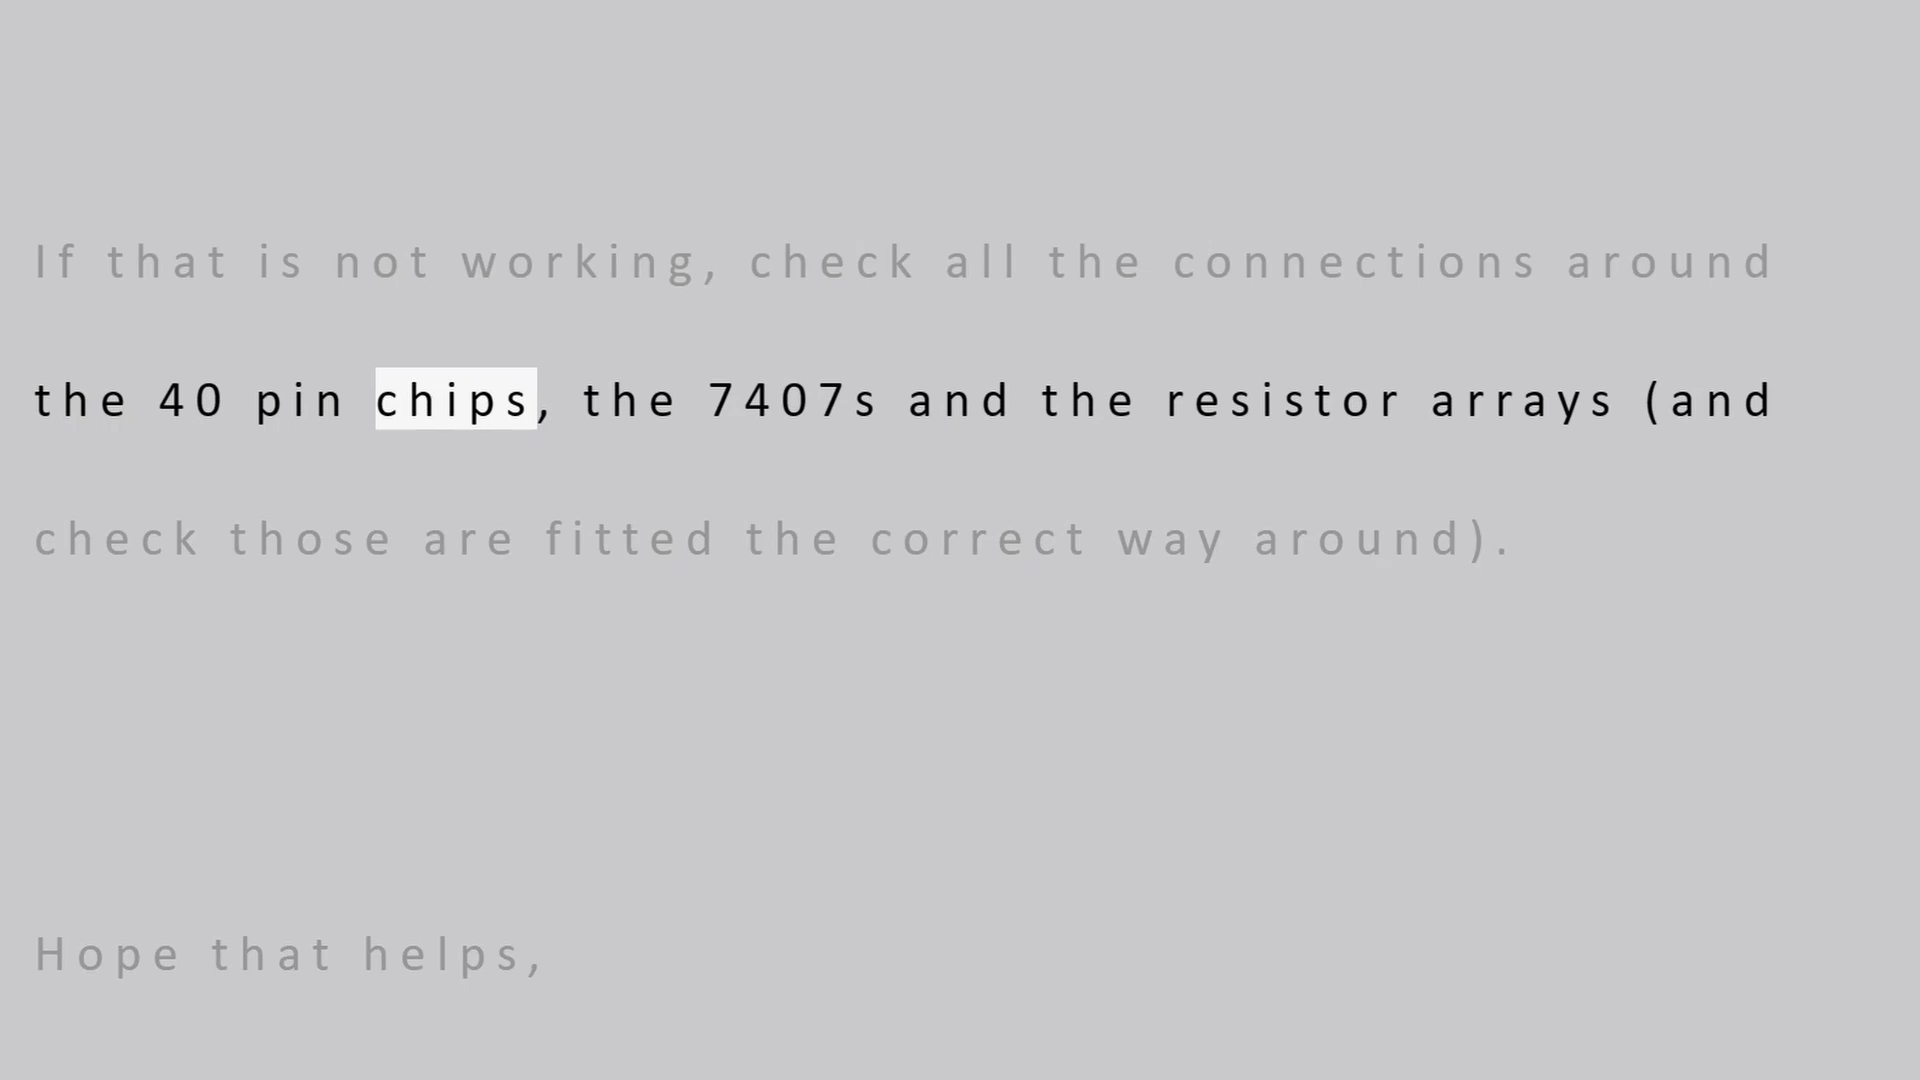 If that is not working, check all the connections around
the 40 pin chips, the 7407s and the resistor arrays (and
check those are fitted the correct way around).
Hope that helps,